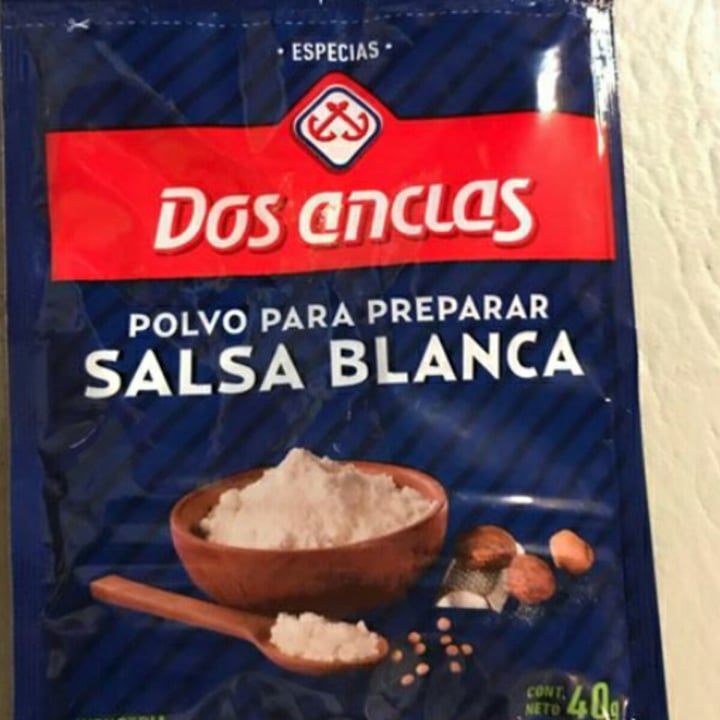 • ESPECIAS •
Dos anclas
POLVO PARA PREPARAR
SALSA BLANCA
CONT.
NETO 40g